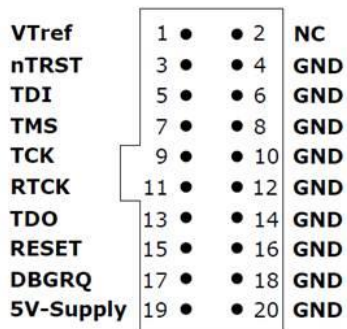 VTref 1 2 NC
nTRST 3 4 GND
TDI 5 6 GND
TMS 7 8 GND
TCK 9 10 GND
RTCK 11 12 GND
TDO 13 14 GND
RESET 15 16 GND
DBGRQ 17 18 GND
5V-Supply 19 20 GND